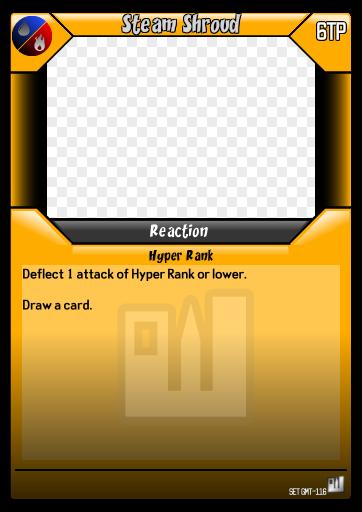 Steam Shroud
6TP
Reaction
Hyper Rank
Deflect 1 attack of Hyper Rank or lower.
Draw a card.
SET GMT-116